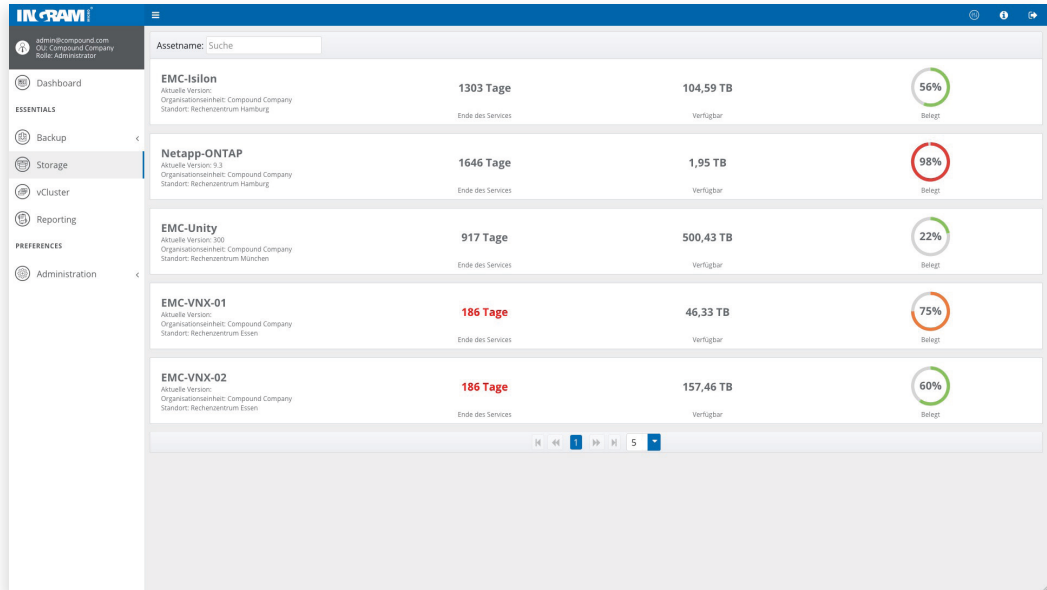 INGRAM
admin@compound.com
OU: Compound Company
Rolle: Administrator
Dashboard
ESSENTIALS
Backup
Storage
vCluster
Reporting
PREFERENCES
Administration
Assetname: Suche
EMC-Isilon
Aktuelle Version:
Organisationseinheit: Compound Company
Standort: Rechenzentrum Hamburg
1303 Tage
Ende des Services
104,59 TB
Verfügbar
56%
Belegt
Netapp-ONTAP
Aktuelle Version: 9.3
Organisationseinheit: Compound Company
Standort: Rechenzentrum Hamburg
1646 Tage
Ende des Services
1,95 TB
Verfügbar
98%
Belegt
EMC-Unity
Aktuelle Version: 300
Organisationseinheit: Compound Company
Standort: Rechenzentrum München
917 Tage
Ende des Services
500,43 TB
Verfügbar
22%
Belegt
EMC-VNX-01
Aktuelle Version:
Organisationseinheit: Compound Company
Standort: Rechenzentrum Essen
186 Tage
Ende des Services
46,33 TB
Verfügbar
75%
Belegt
EMC-VNX-02
Aktuelle Version:
Organisationseinheit: Compound Company
Standort: Rechenzentrum Essen
186 Tage
Ende des Services
157,46 TB
Verfügbar
60%
Belegt
1
5